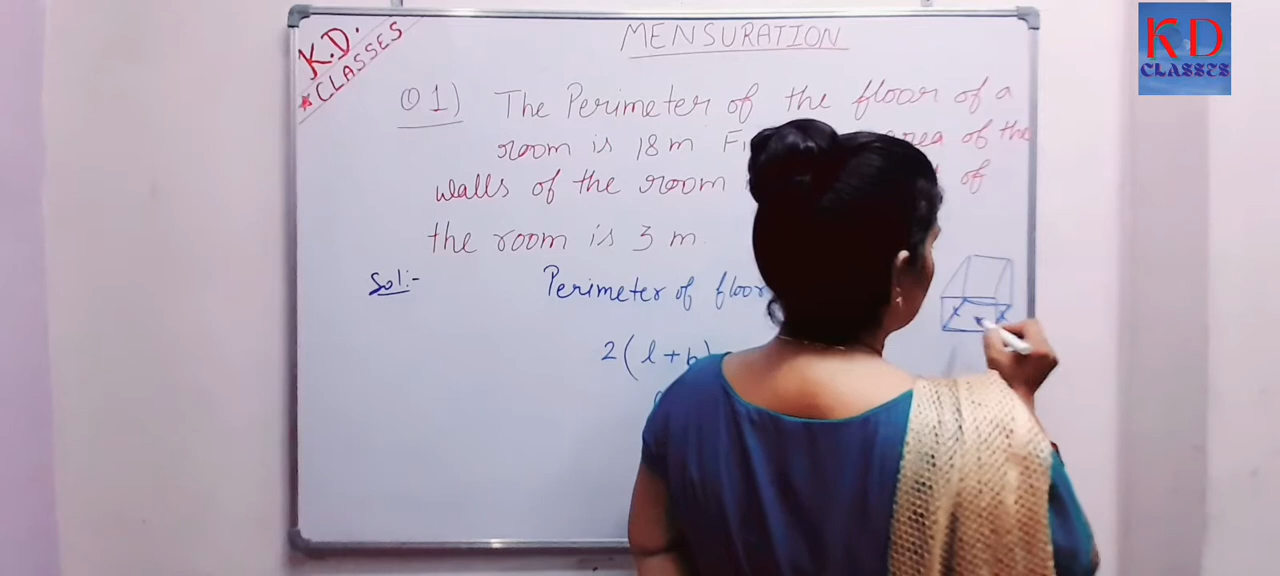 K.D.
★CLASSES
MENSURATION
KD
CLASSES
Q1) The Perimeter of the floor of a
room is 18 m area of the
walls of the room of
the room is 3 m.
Sol:- Perimeter of floor
2(l+b)